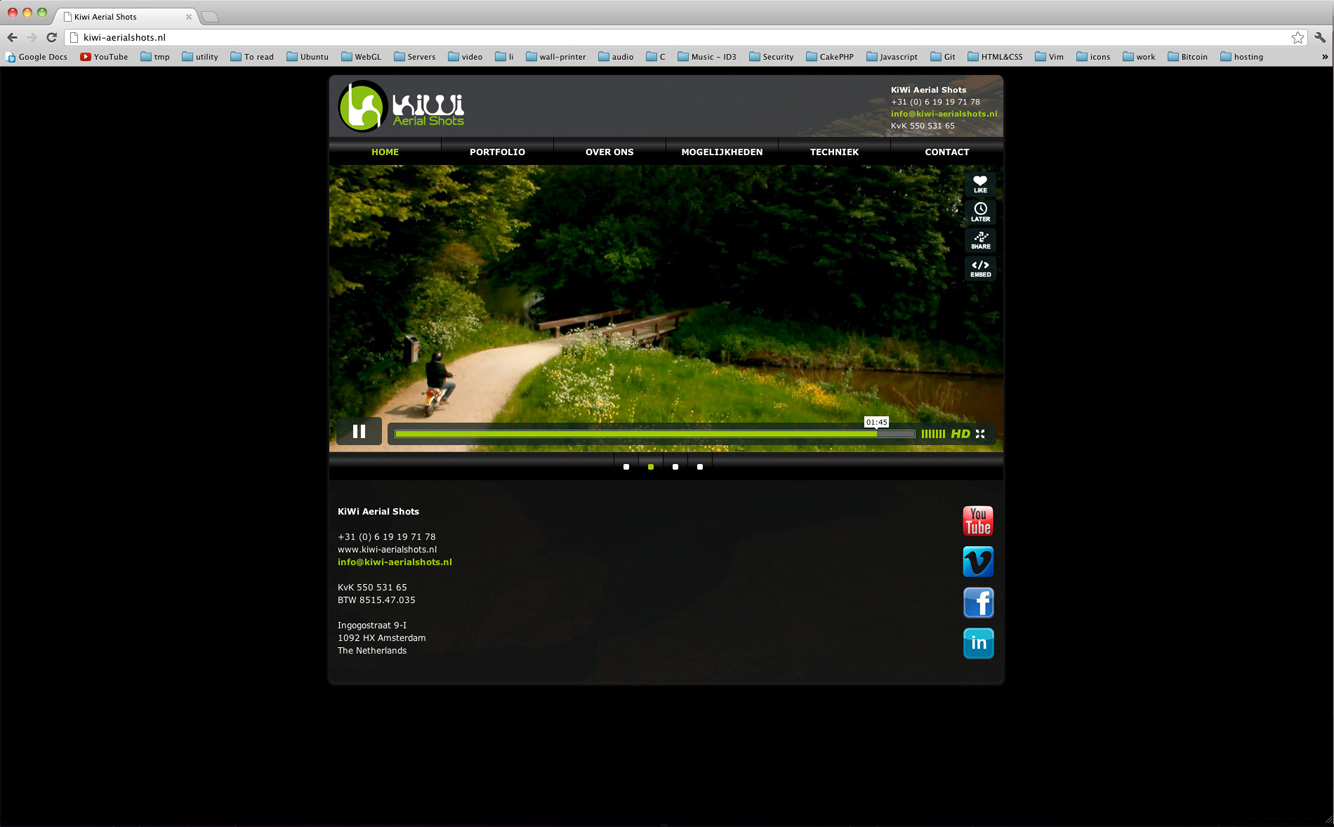 Kiwi Aerial Shots
kiwi-aerialshots.nl
Google Docs YouTube tmp utility To read Ubuntu WebGL Servers video li wall-printer audio C Music - ID3 Security CakePHP Javascript Git HTML&CSS Vim icons work Bitcoin hosting »
KiWi
Aerial Shots
KiWi Aerial Shots
+31 (0) 6 19 19 71 78
info@kiwi-aerialshots.nl
KvK 550 531 65
HOME PORTFOLIO OVER ONS MOGELIJKHEDEN TECHNIEK CONTACT
LIKE
LATER
SHARE
EMBED
01:45
HD
KiWi Aerial Shots
+31 (0) 6 19 19 71 78
www.kiwi-aerialshots.nl
info@kiwi-aerialshots.nl
KvK 550 531 65
BTW 8515.47.035
Ingogostraat 9-I
1092 HX Amsterdam
The Netherlands
You
Tube
V
f
in